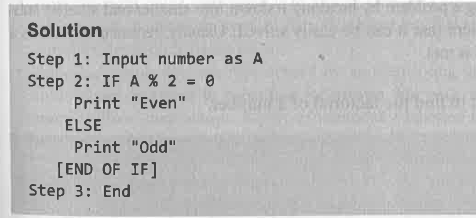 Solution
Step 1: Input number as A
Step 2: IF A % 2 = 0
Print "Even"
ELSE
Print "Odd"
[END OF IF]
Step 3: End